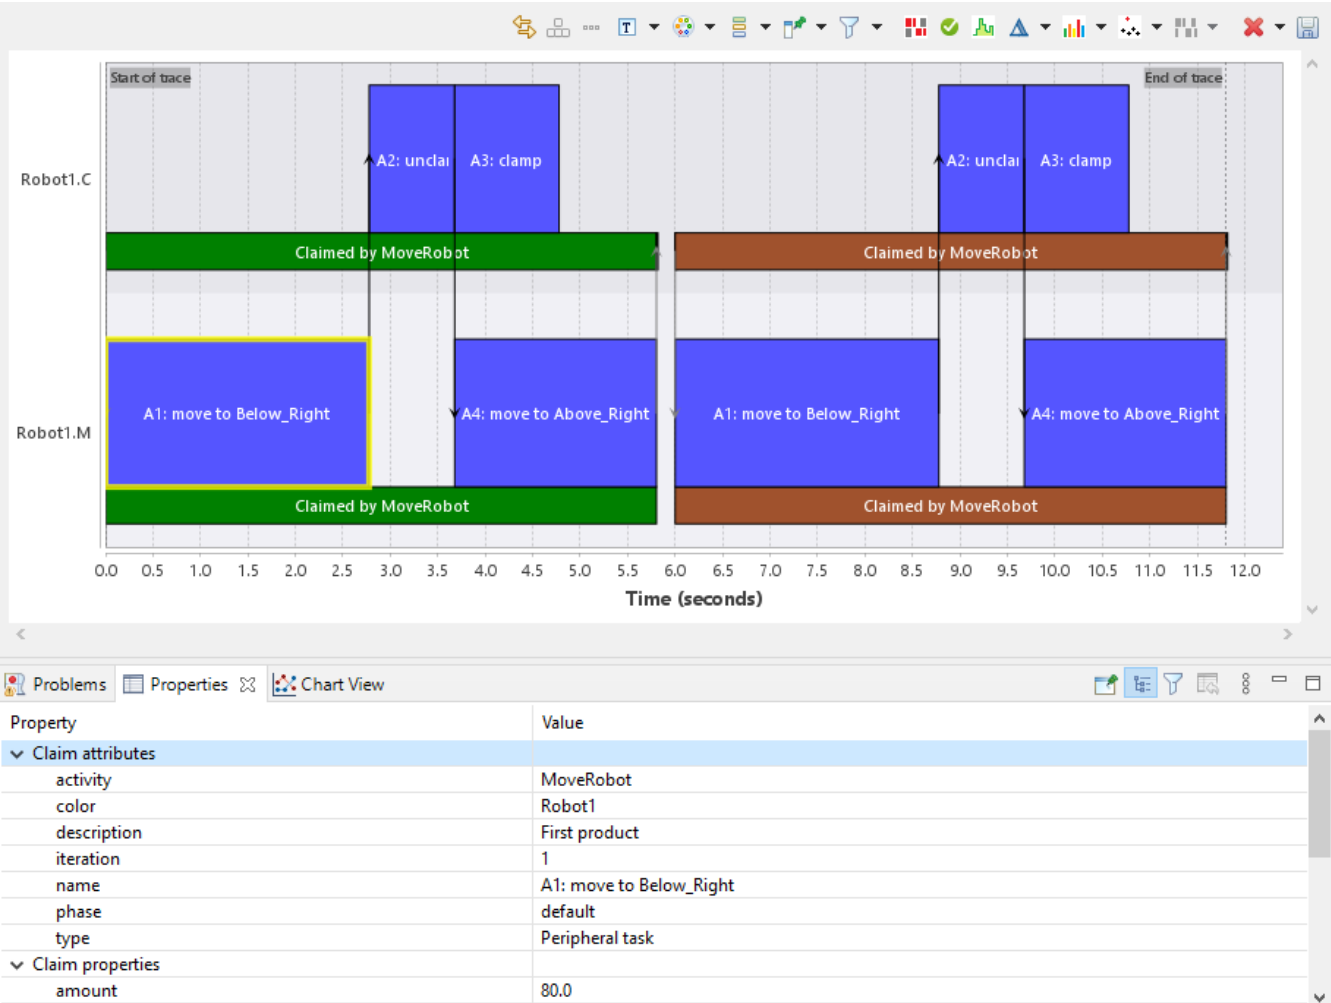 T
Start of trace
End of trace
Robot1.C
A2: unclar
A3: clamp
A2: unclar
A3: clamp
Claimed by MoveRobot
Claimed by MoveRobot
Robot1.M
A1: move to Below_Right
A4: move to Above_Right
A1: move to Below_Right
A4: move to Above_Right
Claimed by MoveRobot
Claimed by MoveRobot
0.0 0.5 1.0 1.5 2.0 2.5 3.0 3.5 4.0 4.5 5.0 5.5 6.0 6.5 7.0 7.5 8.0 8.5 9.0 9.5 10.0 10.5 11.0 11.5 12.0
Time (seconds)
Problems Properties Chart View
Property Value
Claim attributes
activity MoveRobot
color Robot1
description First product
iteration 1
name A1: move to Below_Right
phase default
type Peripheral task
Claim properties
amount 80.0